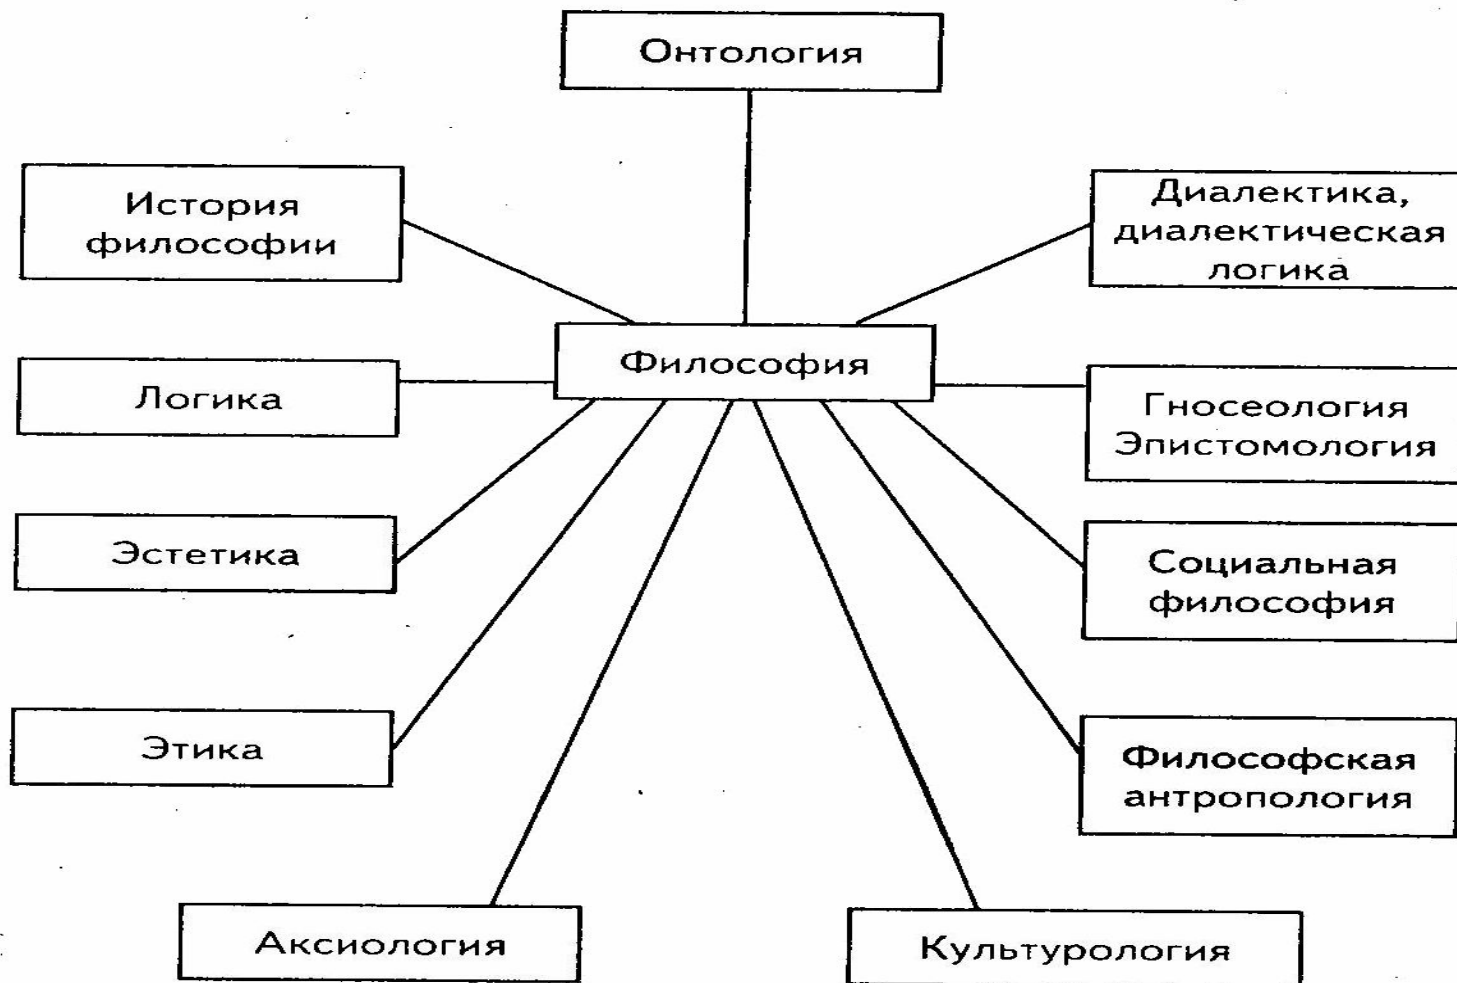 Онтология
История
философии
Диалектика,
диалектическая
логика
Философия
Логика
Гносеология
Эпистомология
Эстетика
Социальная
философия
Этика
Философская
антропология
Аксиология
Культурология